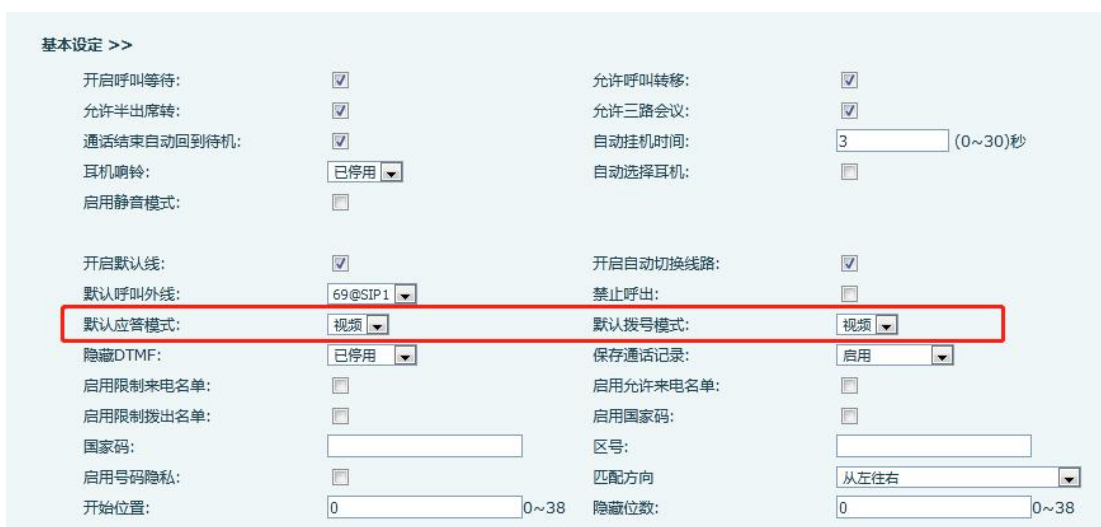 基本设定 >>
开启呼叫等待: 允许呼叫转移:
允许半出席转: 允许三路会议:
通话结束自动回到待机: 自动挂机时间: 3 (0~30)秒
耳机响铃: 已停用 自动选择耳机:
启用静音模式:
开启默认线: 开启自动切换线路:
默认呼叫外线: 69@SIP1 禁止呼出:
默认应答模式: 视频 默认拨号模式: 视频
隐藏DTMF: 已停用 保存通话记录: 启用
启用限制来电名单: 启用允许来电名单:
启用限制拨出名单: 启用国家码:
国家码: 区号:
启用号码隐私: 匹配方向 从左往右
开始位置: 0 0~38 隐藏位数: 0 0~38